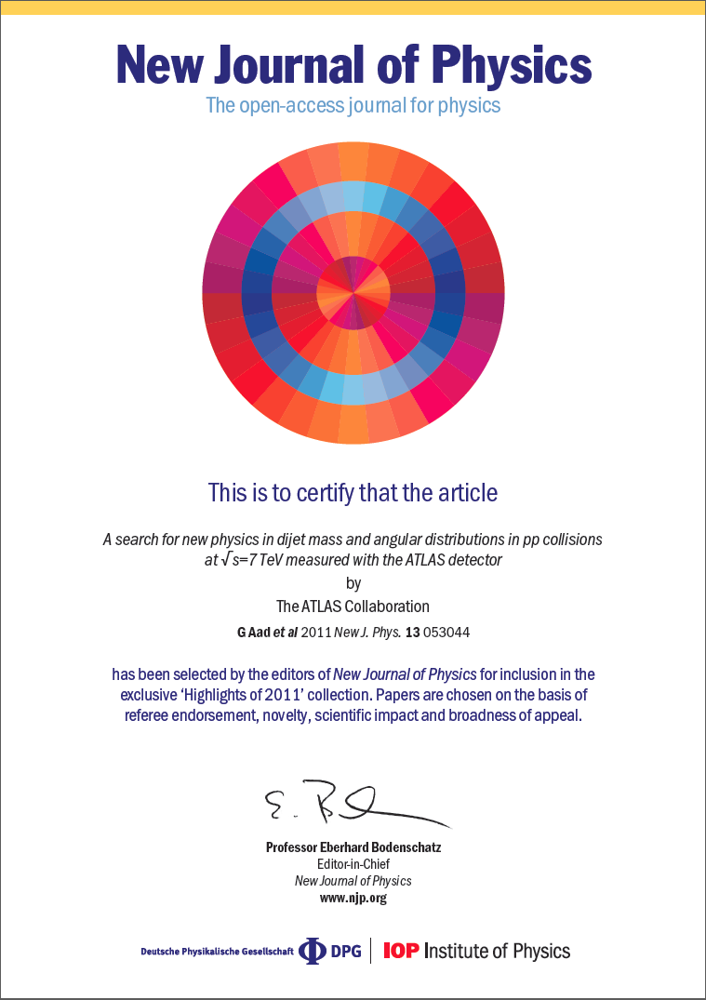 New Journal of Physics
The open-access journal for physics
This is to certify that the article
A search for new physics in dijet mass and angular distributions in pp collisions
at √s=7 TeV measured with the ATLAS detector
by
The ATLAS Collaboration
G Aad et al 2011 New J. Phys. 13 053044
has been selected by the editors of New Journal of Physics for inclusion in the
exclusive ‘Highlights of 2011’ collection. Papers are chosen on the basis of
referee endorsement, novelty, scientific impact and broadness of appeal.
Professor Eberhard Bodenschatz
Editor-in-Chief
New Journal of Physics
www.njp.org
Deutsche Physikalische Gesellschaft Φ DPG | IOP Institute of Physics